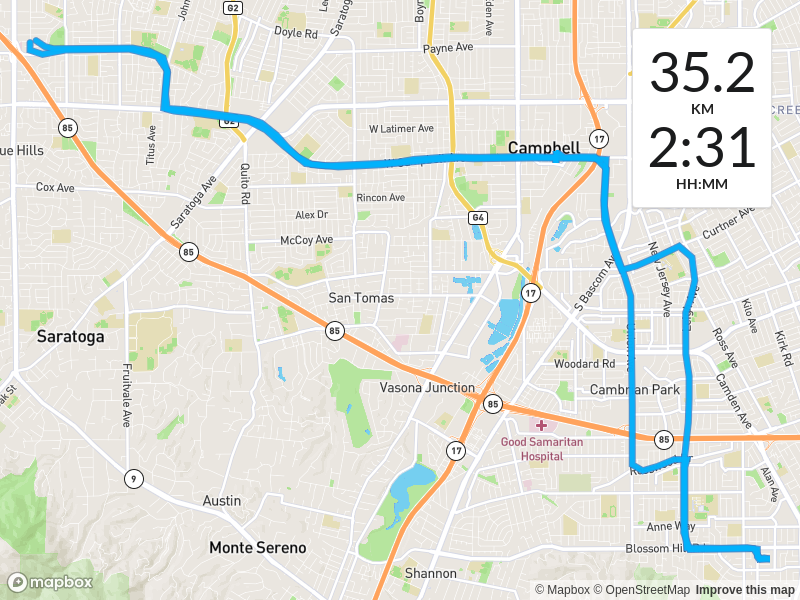 G2
Doyle Rd
Payne Ave
35.2
KM
2:31
HH:MM
85
G2
W Latimer Ave
17
Titus Ave
Campbell
Cox Ave
Saratoga Ave
Quito Rd
Rincon Ave
Alex Dr
G4
Curtner Ave
McCoy Ave
85
New Jersey Ave
S Bascom Ave
San Tomas
17
85
Kilo Ave
Kirk Rd
Ross Ave
Saratoga
Fruitvale Ave
Woodard Rd
Vasona Junction
Cambrian Park
Camden Ave
85
Good Samaritan
Hospital
85
17
9
Alan Ave
Austin
Anne Way
Monte Sereno
Shannon
mapbox
© Mapbox © OpenStreetMap Improve this map